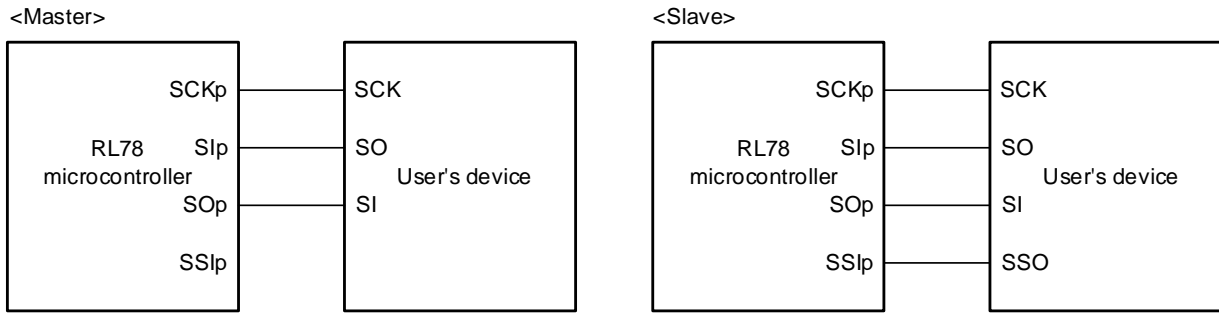 <Master>
SCKp
SIp
RL78
microcontroller
SOp
SSIp
SCK
SO
User's device
SI
<Slave>
SCKp
SIp
RL78
microcontroller
SOp
SSIp
SCK
SO
User's device
SI
SSO